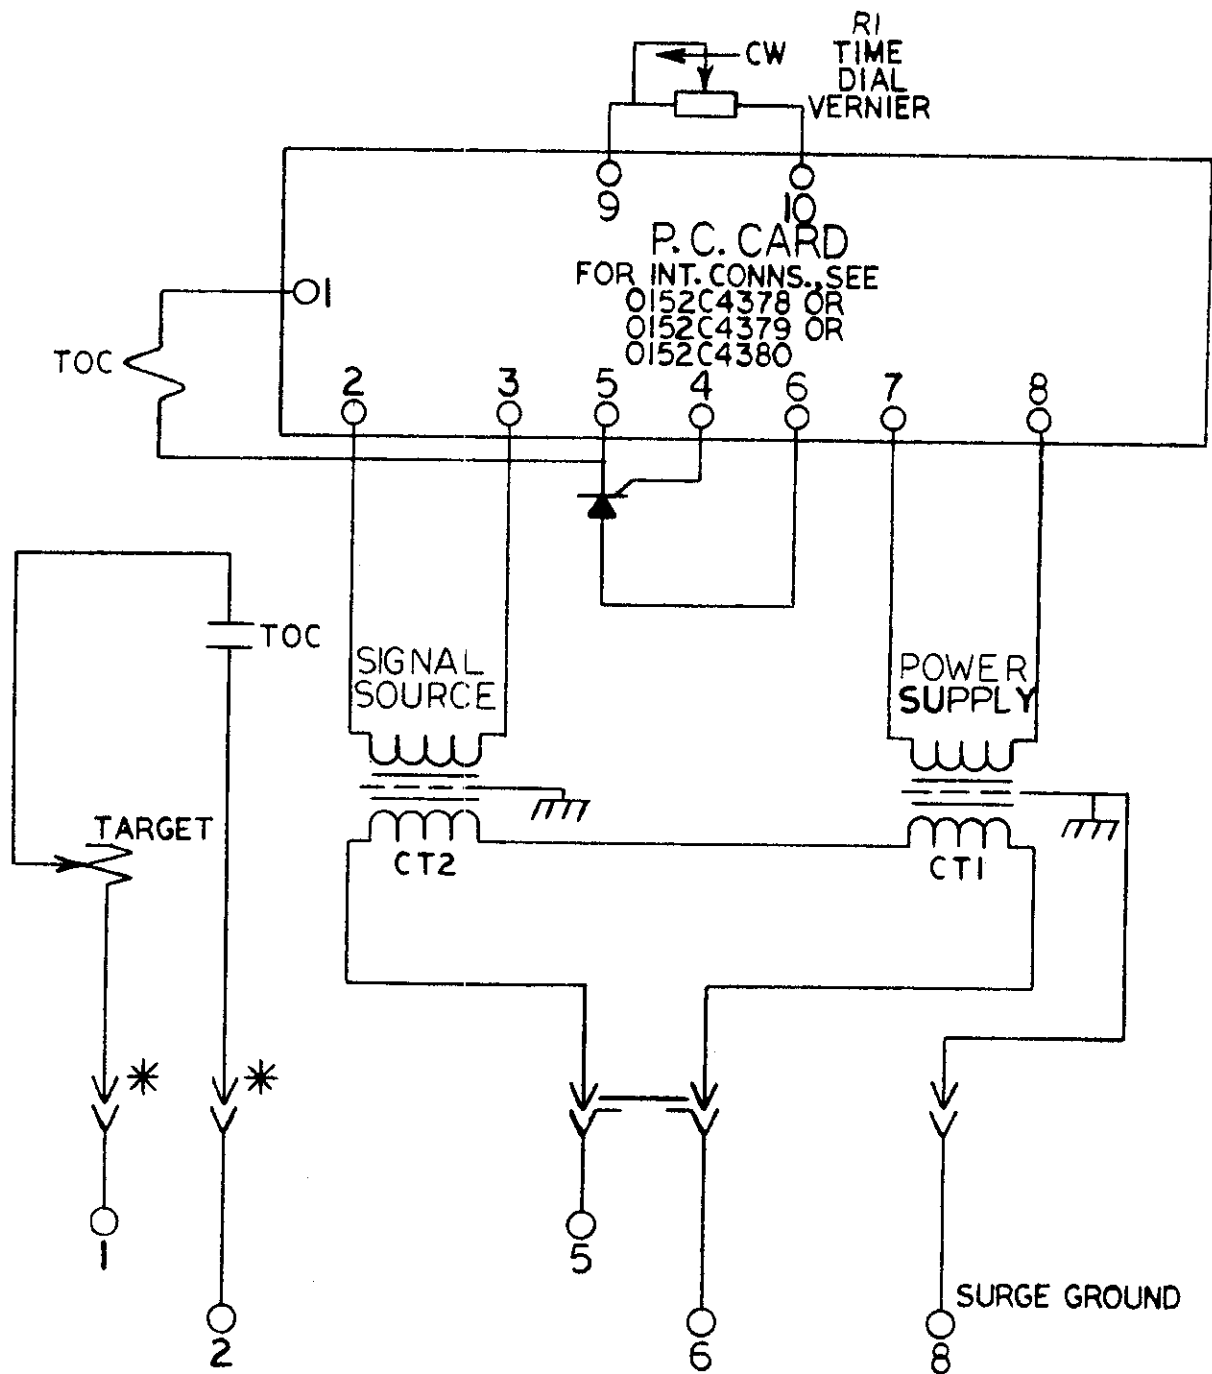 R1
TIME
DIAL
VERNIER
CW
9
10
P.C. CARD
FOR INT. CONNS., SEE
0152C4378 OR
0152C4379 OR
0152C4380
1
TOC
2 3 5 4 6 7 8
TOC
SIGNAL
SOURCE
POWER
SUPPLY
TARGET
CT2
CT1
* *
1
5
2
6
8
SURGE GROUND